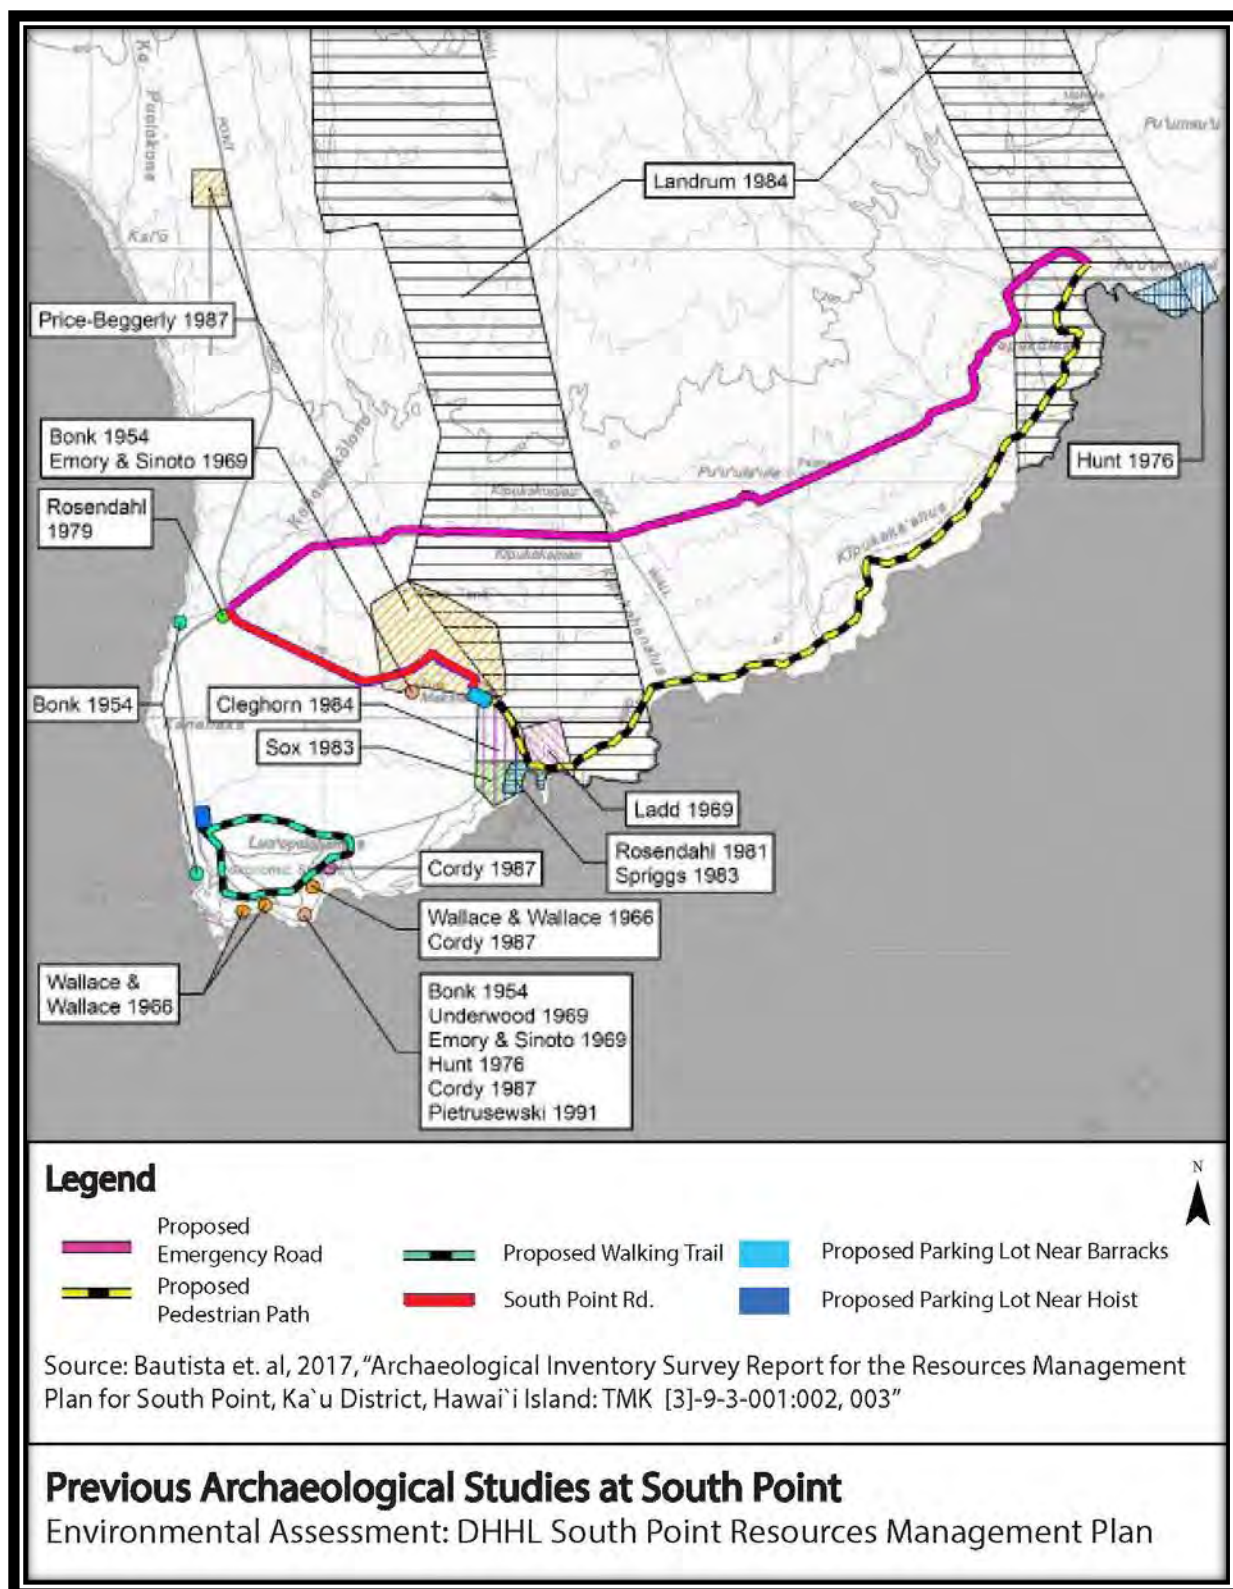 Ka
Kai'o
Landrum 1984
Price-Beggerly 1987
Bonk 1954
Emory & Sinoto 1969
Hunt 1976
Rosendahl
1979
Cleghorn 1984
Bonk 1954
Sox 1983
Ladd 1969
Rosendahl 1981
Spriggs 1983
Cordy 1987
Wallace & Wallace 1966
Cordy 1987
Wallace &
Wallace 1966
Bonk 1954
Underwood 1969
Emory & Sinoto 1969
Hunt 1976
Cordy 1987
Pietrusewski 1991
Legend
N
Proposed
Emergency Road
Proposed
Pedestrian Path
Proposed Walking Trail
South Point Rd.
Proposed Parking Lot Near Barracks
Proposed Parking Lot Near Hoist
Source: Bautista et. al, 2017, “Archaeological Inventory Survey Report for the Resources Management
Plan for South Point, Ka`u District, Hawai`i Island: TMK [3]-9-3-001:002, 003”
Previous Archaeological Studies at South Point
Environmental Assessment: DHHL South Point Resources Management Plan